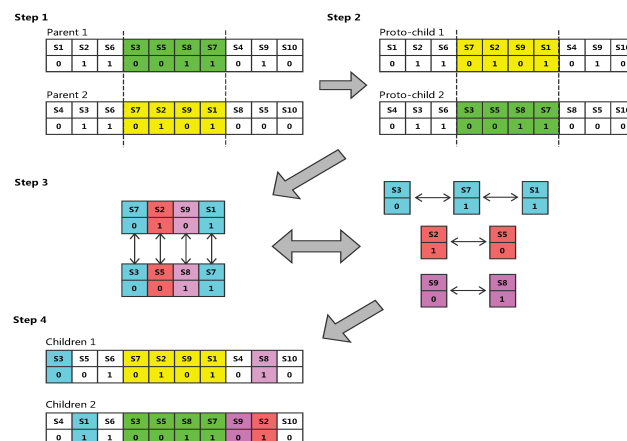 Step 1
Step 2
Parent 1
S1 S2 S6 S3 S5 S8 S7 S4 S9 S10
0 1 1 0 0 1 1 0 1 0
Parent 2
S4 S3 S6 S7 S2 S9 S1 S8 S5 S10
0 1 1 0 1 0 1 0 0 0
Proto-child 1
S1 S2 S6 S7 S2 S9 S1 S4 S9 S10
0 1 1 0 1 0 1 0 1 0
Proto-child 2
S4 S3 S6 S3 S5 S8 S7 S8 S5 S10
0 1 1 0 0 1 1 0 0 0
Step 3
S7 S2 S9 S1
0 1 0 1
S3 S5 S8 S7
0 0 1 1
S3 S7 S1
0 1 1
S2 S5
1 0
S9 S8
0 1
Step 4
Children 1
S3 S5 S6 S7 S2 S9 S1 S4 S8 S10
0 0 1 0 1 0 1 0 1 0
Children 2
S4 S1 S6 S3 S5 S8 S7 S9 S2 S10
0 1 1 0 0 1 1 0 1 0